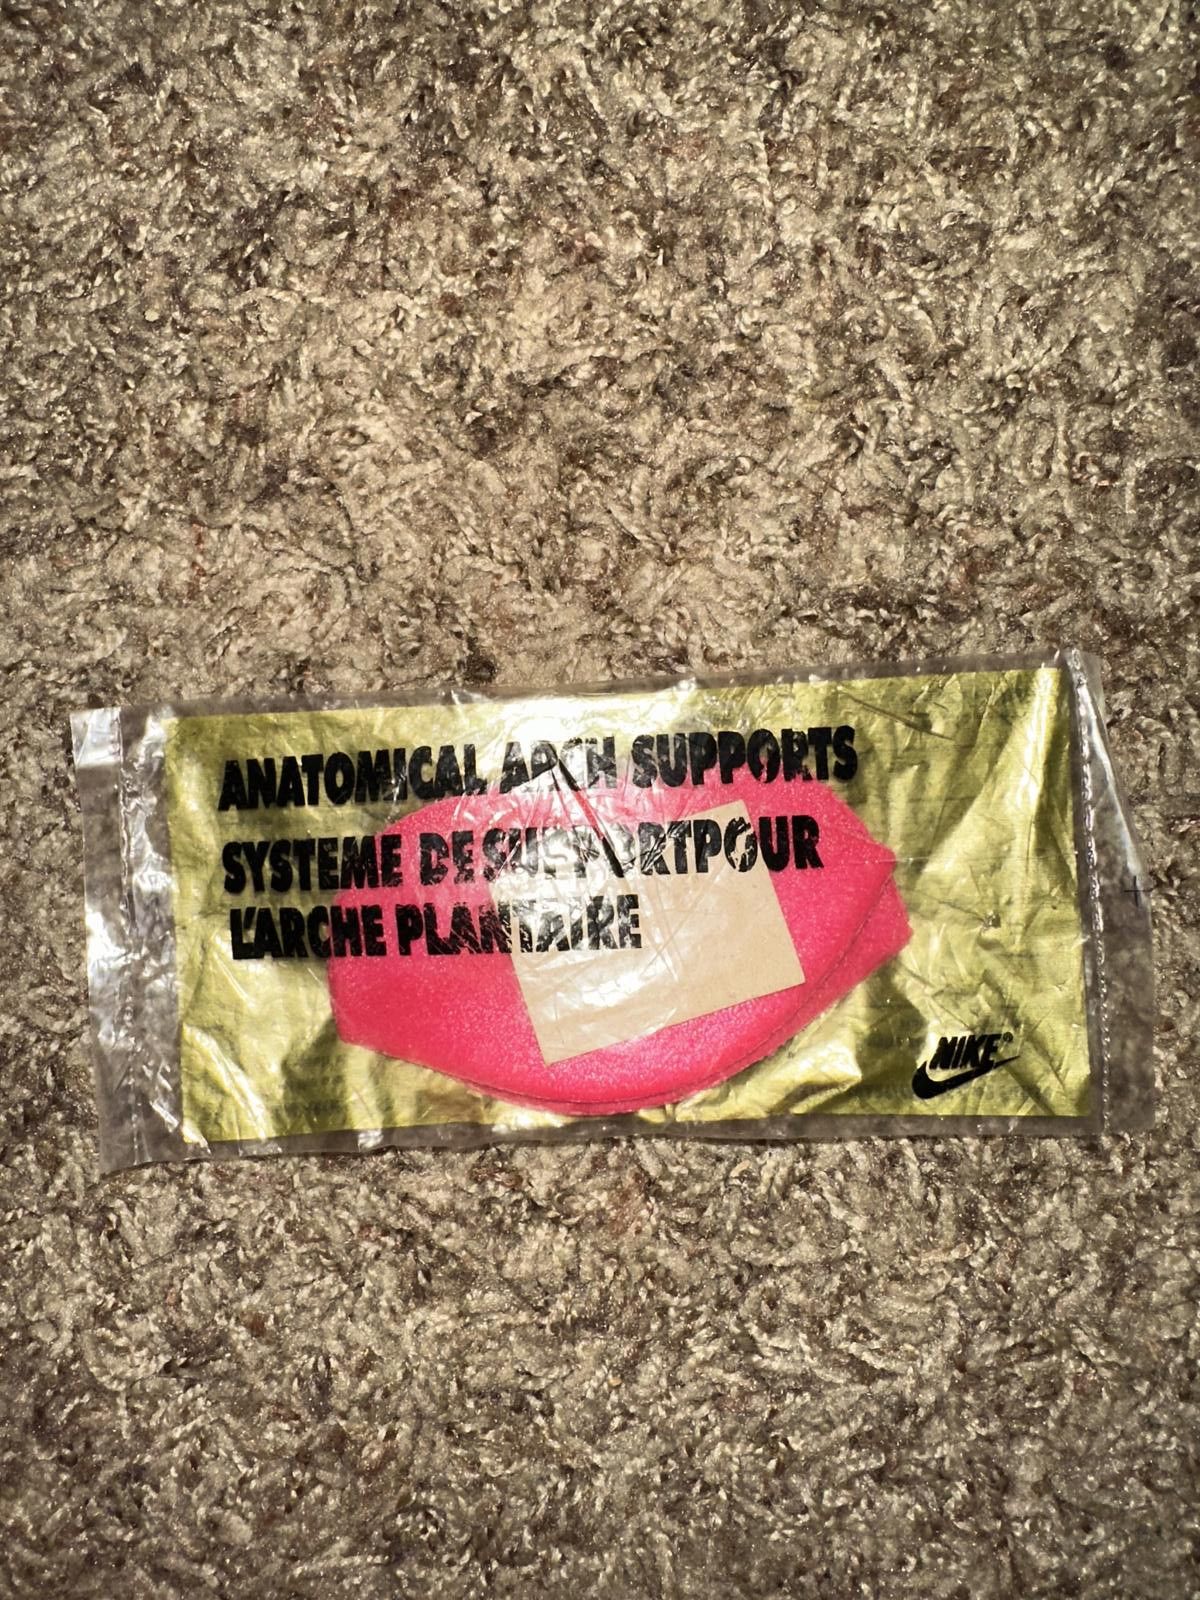 ANATOMICAL ARCH SUPPORTS
SYSTEME DE SUPPORTPOUR
L'ARCHE PLANTAIRE
NIKE®